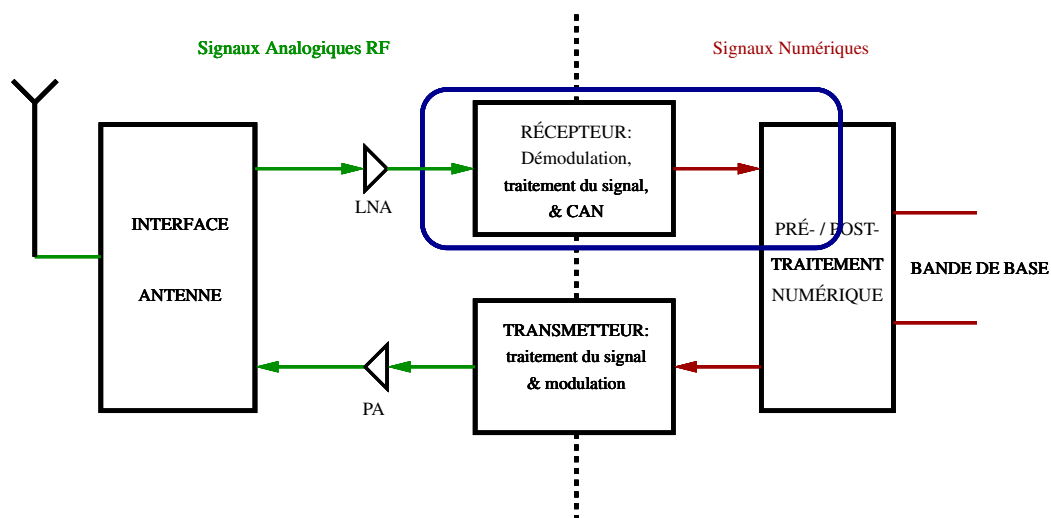 Signaux Analogiques RF
Signaux Numériques
INTERFACE
ANTENNE
LNA
RÉCEPTEUR:
Démodulation,
traitement du signal,
& CAN
PRÉ- / POST-
TRAITEMENT
NUMÉRIQUE
BANDE DE BASE
TRANSMETTEUR:
traitement du signal
& modulation
PA